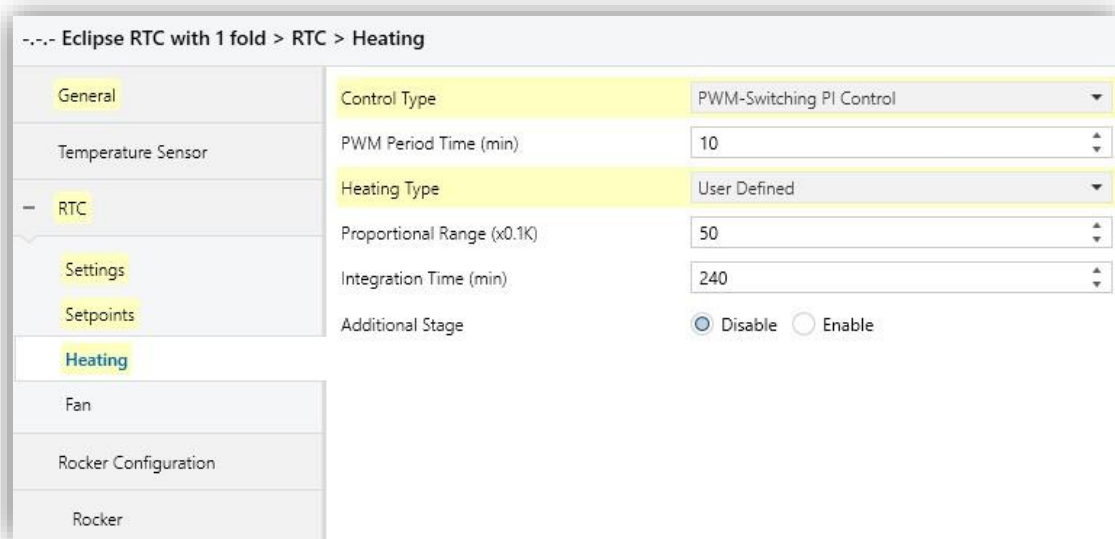 -.-.- Eclipse RTC with 1 fold > RTC > Heating
General
Temperature Sensor
– RTC
Settings
Setpoints
Heating
Fan
Rocker Configuration
Rocker
Control Type PWM-Switching PI Control
PWM Period Time (min) 10
Heating Type User Defined
Proportional Range (x0.1K) 50
Integration Time (min) 240
Additional Stage Disable Enable